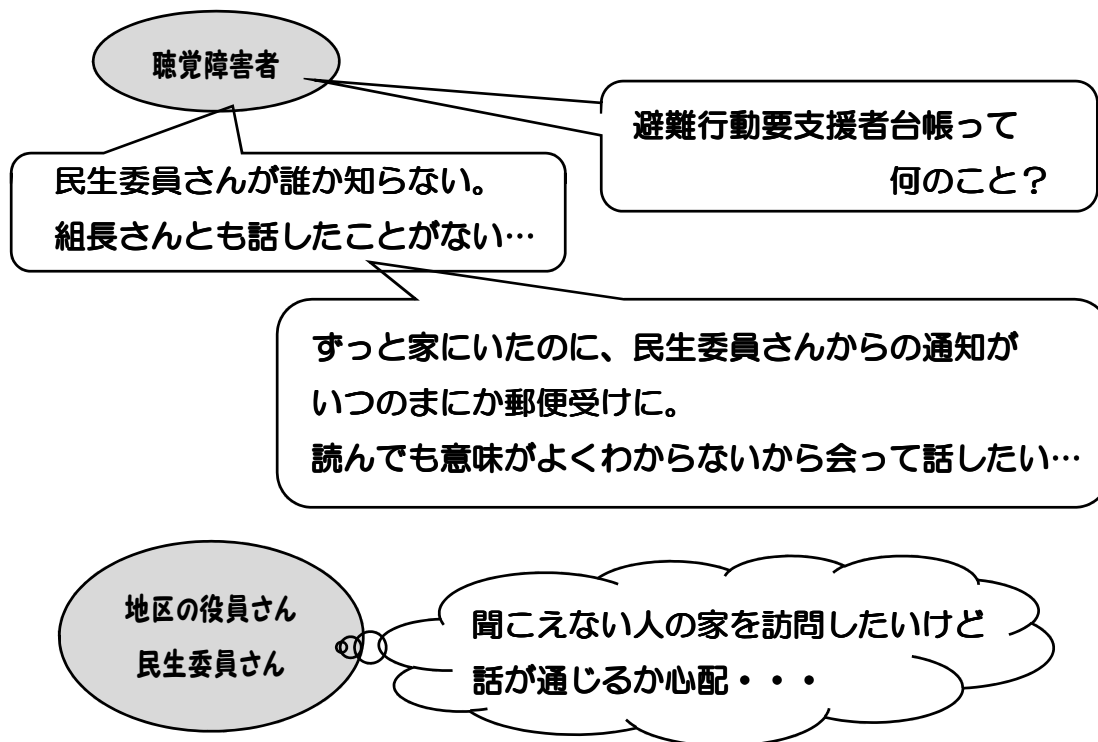 聴覚障害者
避難行動要支援者台帳って
何のこと？
民生委員さんが誰か知らない。
組長さんとも話したことがない…
ずっと家にいたのに、民生委員さんからの通知が
いつのまにか郵便受けに。
読んでも意味がよくわからないから会って話したい…
地区の役員さん
民生委員さん
聞こえない人の家を訪問したいけど
話が通じるか心配・・・